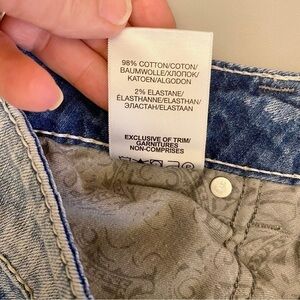 98% COTTON/COTON/
BAUMWOLLE/ХЛОПОК/
KATOEN/ALGODON
2% ELASTANE/
ÉLASTHANNE/ELASTHAN/
ЭЛАСТАН/ELASTAAN
EXCLUSIVE OF TRIM/
GARNITURES
NON-COMPRISES